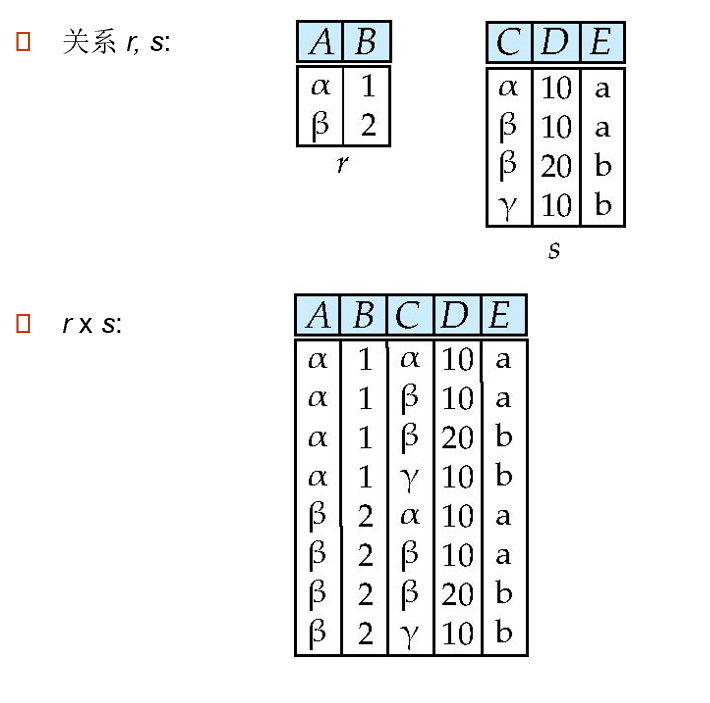 关系 r, s:
A B
α 1
β 2
r
C D E
α 10 a
β 10 a
β 20 b
γ 10 b
s
r x s:
A B C D E
α 1 α 10 a
α 1 β 10 a
α 1 β 20 b
α 1 γ 10 b
β 2 α 10 a
β 2 β 10 a
β 2 β 20 b
β 2 γ 10 b